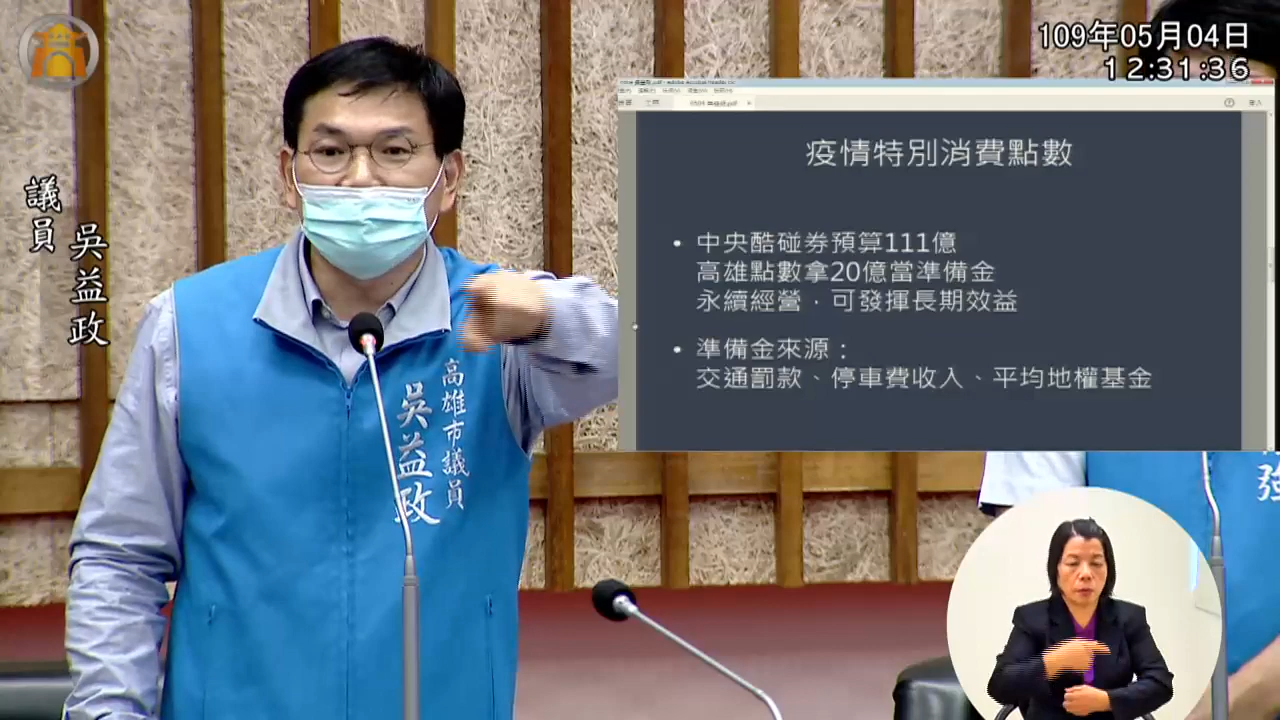 109年05月04日
12:31:36
議員
吳益政
疫情特別消費點數
• 中央酷碰券預算111億
高雄點數拿20億當準備金
永續經營，可發揮長期效益
• 準備金來源：
交通罰款、停車費收入、平均地權基金
高雄市議員
吳益政
強